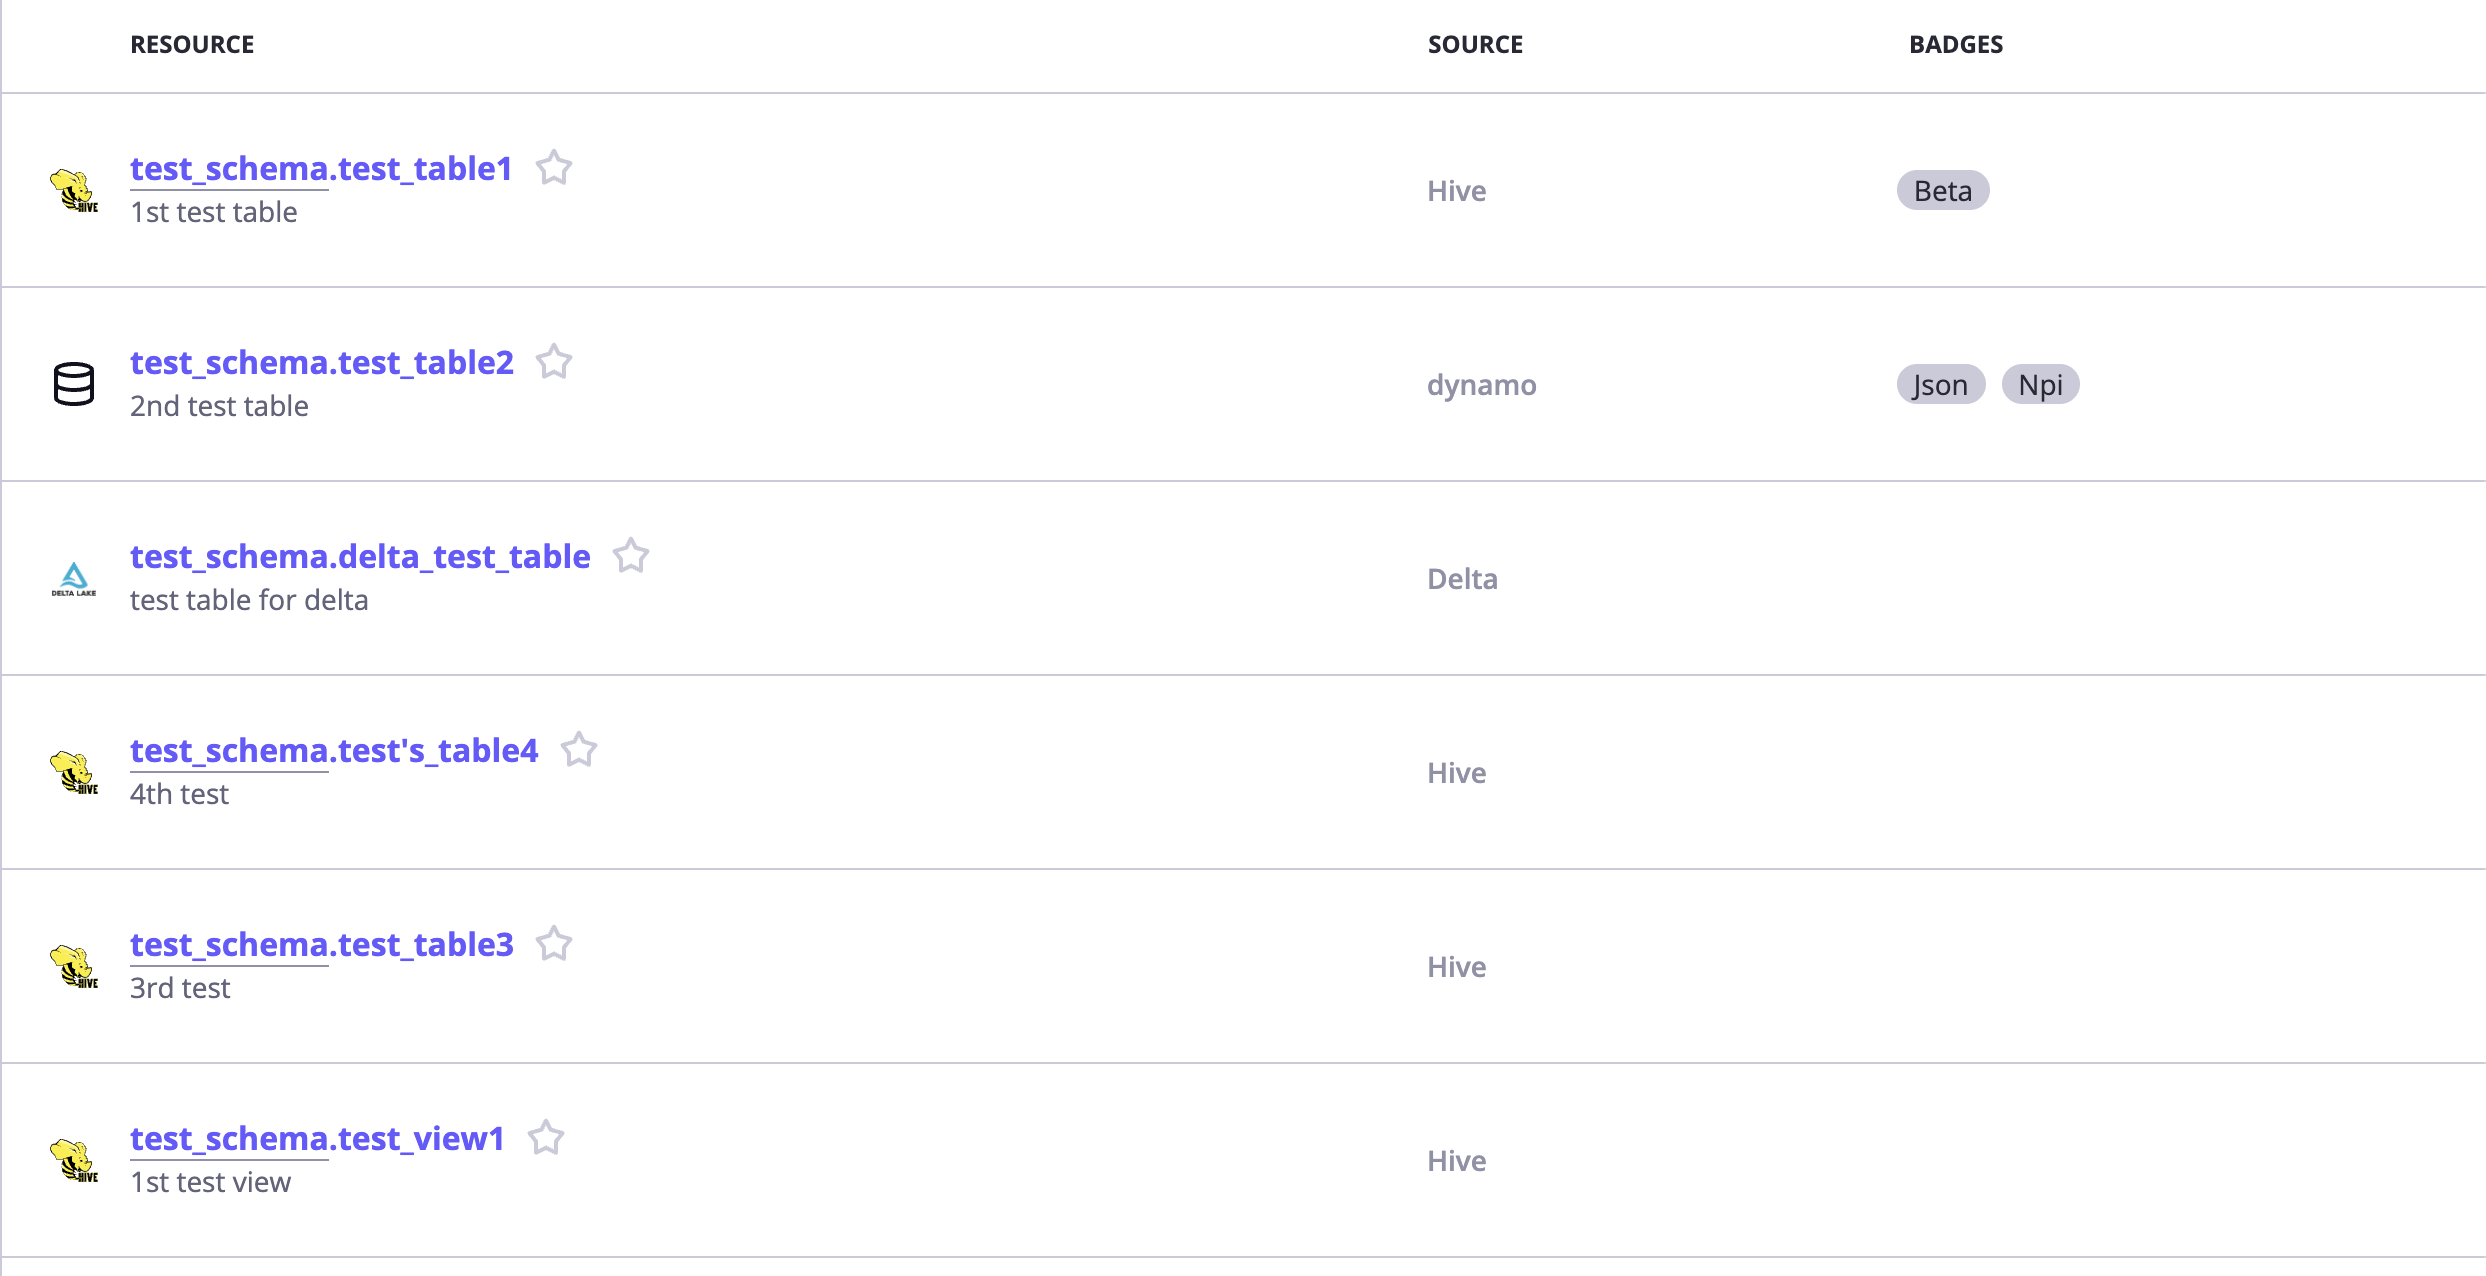 RESOURCE SOURCE BADGES
test_schema.test_table1
1st test table
HIVE
Hive
Beta
test_schema.test_table2
2nd test table
dynamo
Json Npi
test_schema.delta_test_table
test table for delta
DELTA LAKE
Delta
test_schema.test's_table4
4th test
HIVE
Hive
test_schema.test_table3
3rd test
HIVE
Hive
test_schema.test_view1
1st test view
HIVE
Hive